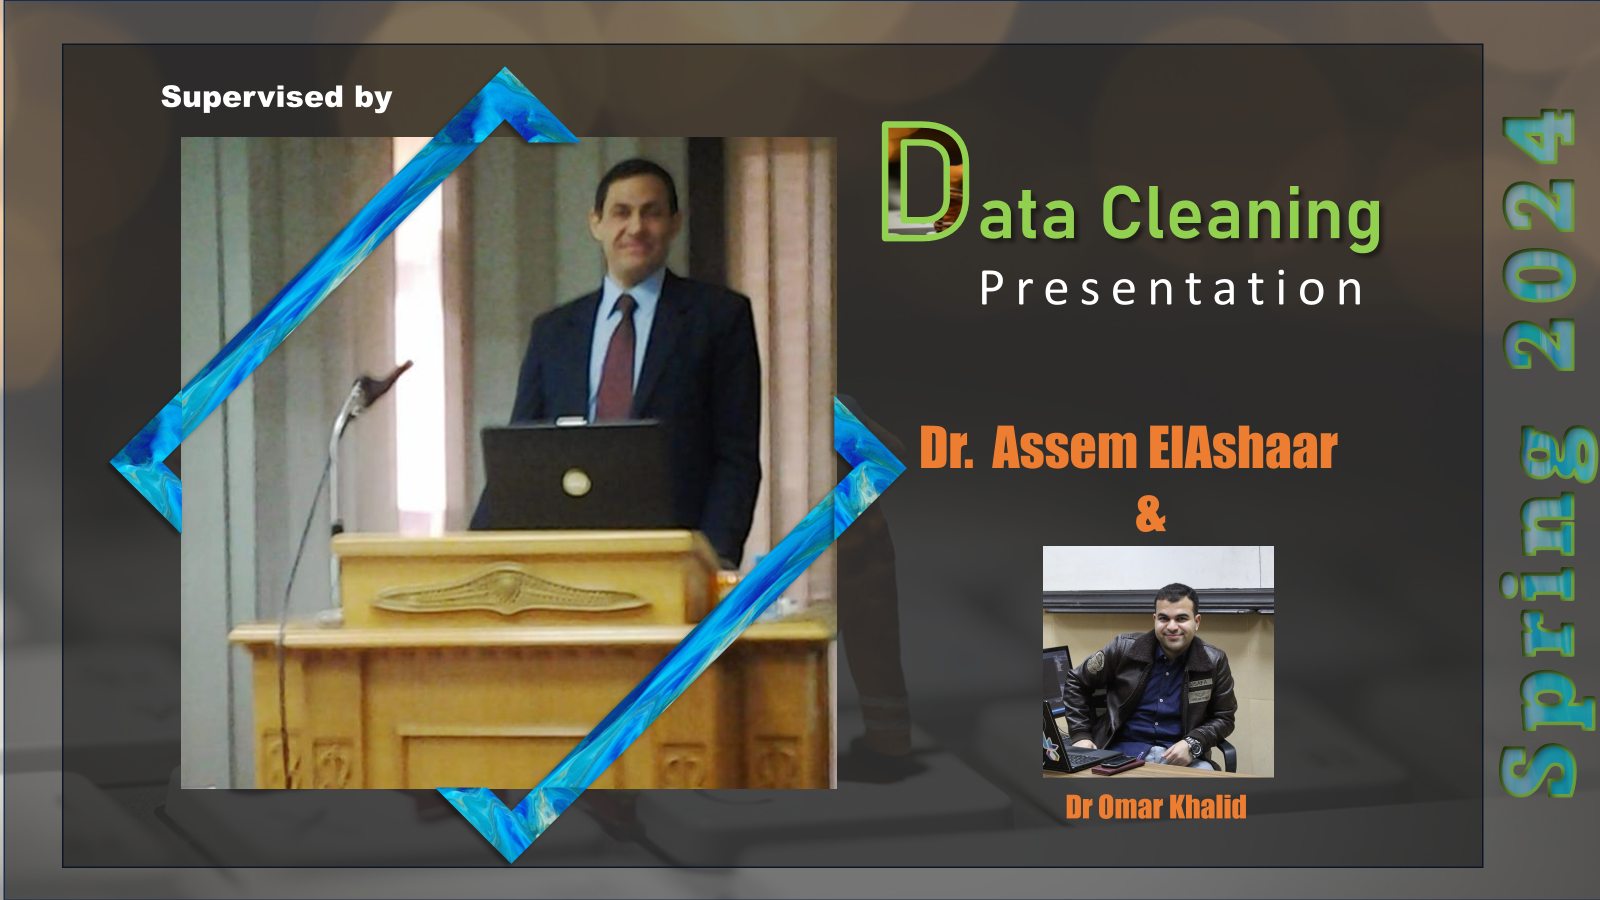 Supervised by
Data Cleaning
Presentation
Dr. Assem ElAshaar
&
Dr Omar Khalid
Spring 2024